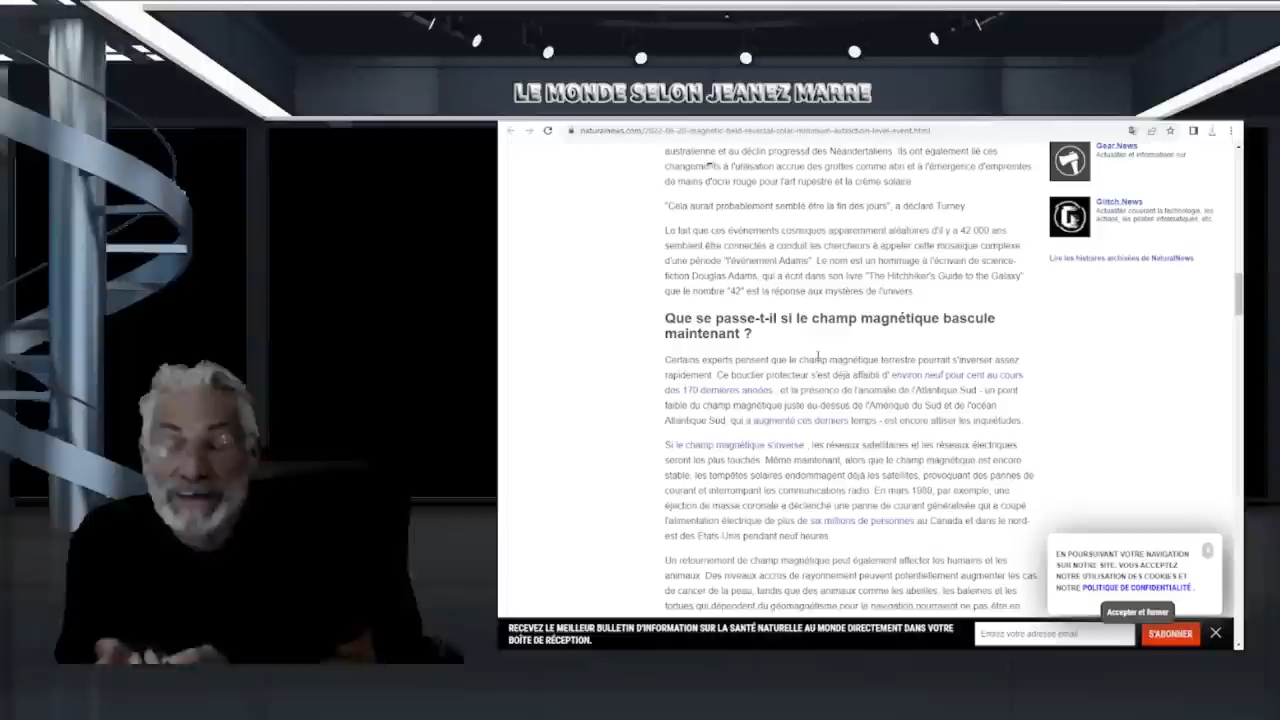 LE MONDE SELON JEANEZ MARRE
naturalnews.com/2022-06-20-magnetic-field-reversal-solar-minimum-extinction-level-event.html
australienne et au déclin progressif des Néandertaliens. Ils ont également lié ces
changements à l'utilisation accrue des grottes comme abri et à l'émergence d'empreintes
de mains d'ocre rouge pour l'art rupestre et la crème solaire
"Cela aurait probablement semblé être la fin des jours", a déclaré Turney
Le fait que ces événements cosmiques apparemment aléatoires d'il y a 42 000 ans
semblent être connectés a conduit les chercheurs à appeler cette mosaïque complexe
d'une période "l'événement Adams" Le nom est un hommage à l'écrivain de science-
fiction Douglas Adams, qui a écrit dans son livre "The Hitchhiker's Guide to the Galaxy"
que le nombre "42" est la réponse aux mystères de l'univers
Que se passe-t-il si le champ magnétique bascule
maintenant ?
Certains experts pensent que le champ magnétique terrestre pourrait s'inverser assez
rapidement. Ce bouclier protecteur s'est déjà affaibli d' environ neuf pour cent au cours
des 170 dernières années , et la présence de l'anomalie de l'Atlantique Sud - un point
faible du champ magnétique juste au-dessus de l'Amérique du Sud et de l'océan
Atlantique Sud qui a augmenté ces derniers temps - est encore attiser les inquiétudes.
Si le champ magnétique s'inverse , les réseaux satellitaires et les réseaux électriques
seront les plus touchés. Même maintenant, alors que le champ magnétique est encore
stable, les tempêtes solaires endommagent déjà les satellites, provoquant des pannes de
courant et interrompant les communications radio. En mars 1989, par exemple, une
éjection de masse coronale a déclenché une panne de courant généralisée qui a coupé
l'alimentation électrique de plus de six millions de personnes au Canada et dans le nord-
est des États-Unis pendant neuf heures
Un retournement de champ magnétique peut également affecter les humains et les
animaux. Des niveaux accrus de rayonnement peuvent potentiellement augmenter les cas
de cancer de la peau, tandis que des animaux comme les abeilles, les baleines et les
tortues qui dépendent du géomagnétisme pour la navigation pourraient ne pas être en
Gear.News
Actualités et informations sur
Glitch.News
Actualités couvrant la technologie, les
actions, les pirates informatiques, etc.
Lire les histoires archivées de NaturalNews
EN POURSUIVANT VOTRE NAVIGATION
SUR NOTRE SITE, VOUS ACCEPTEZ
NOTRE UTILISATION DES COOKIES ET
NOTRE POLITIQUE DE CONFIDENTIALITÉ .
Accepter et fermer
RECEVEZ LE MEILLEUR BULLETIN D'INFORMATION SUR LA SANTÉ NATURELLE AU MONDE DIRECTEMENT DANS VOTRE
BOÎTE DE RÉCEPTION.
Entrez votre adresse email
S'ABONNER